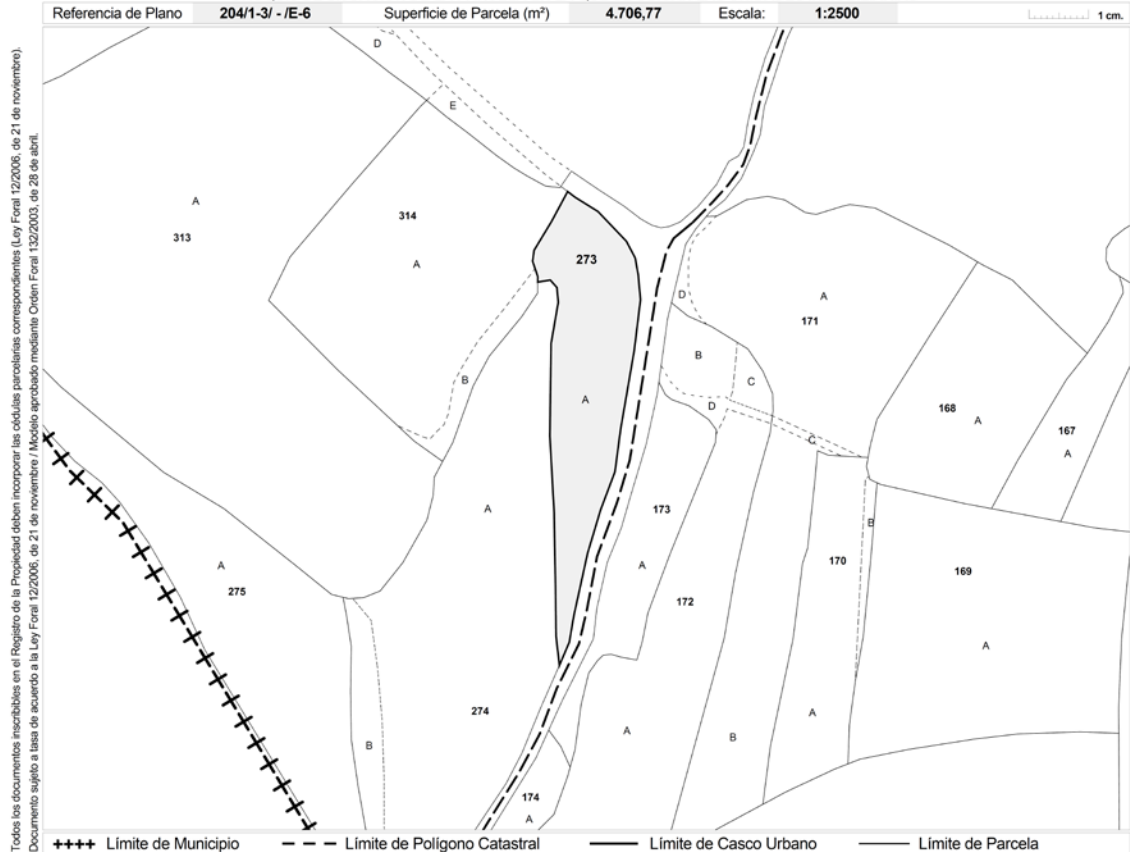 Referencia de Plano 204/1-3/ - /E-6 Superficie de Parcela (m²) 4.706,77 Escala: 1:2500 1 cm.
Todos los documentos inscribibles en el Registro de la Propiedad deben incorporar las cédulas parcelarias correspondientes (Ley Foral 12/2006, de 21 de noviembre).
Documento sujeto a tasa de acuerdo a la Ley Foral 12/2006, de 21 de noviembre / Modelo aprobado mediante Orden Foral 132/2003, de 28 de abril.
D
E
A
313
314
A
273
D
A
171
B
C
B
A
D
168
A
167
A
C
A
173
B
170
169
A
275
A
172
A
274
A
B
A
B
174
A
++++ Límite de Municipio Límite de Polígono Catastral Límite de Casco Urbano Límite de Parcela